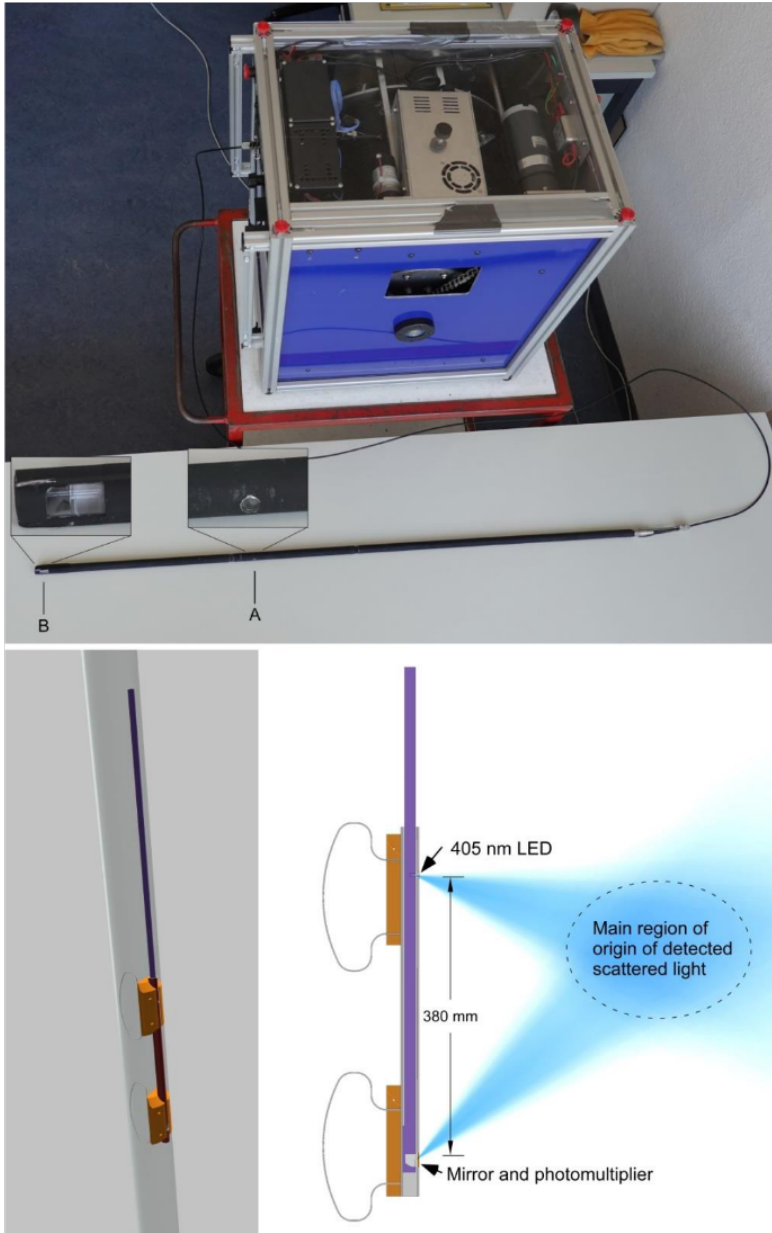 B
A
405 nm LED
Main region of
origin of detected
scattered light
380 mm
Mirror and photomultiplier